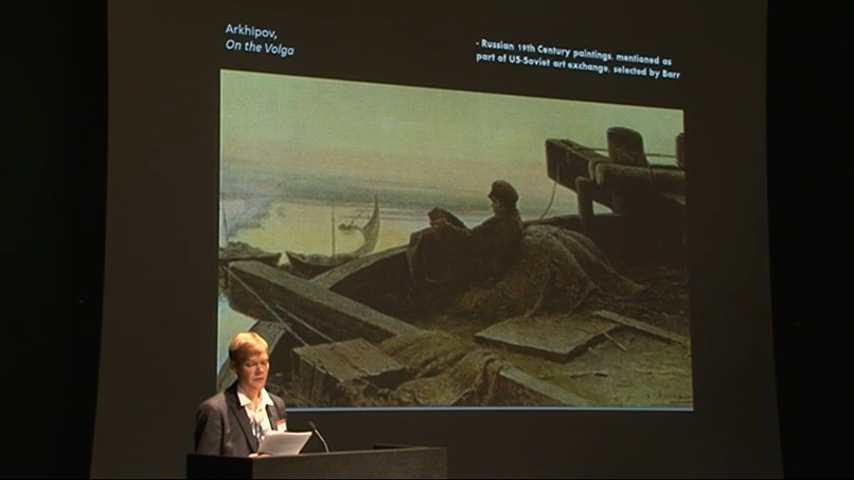 Arkhipov,
On the Volga
- Russian 19th Century paintings, mentioned as
part of US-Soviet art exchange, selected by Barr